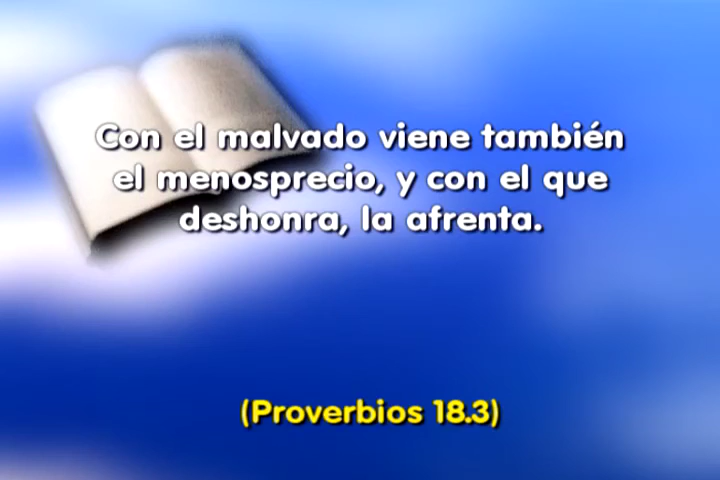 Con el malvado viene también
el menosprecio, y con el que
deshonra, la afrenta.
(Proverbios 18.3)